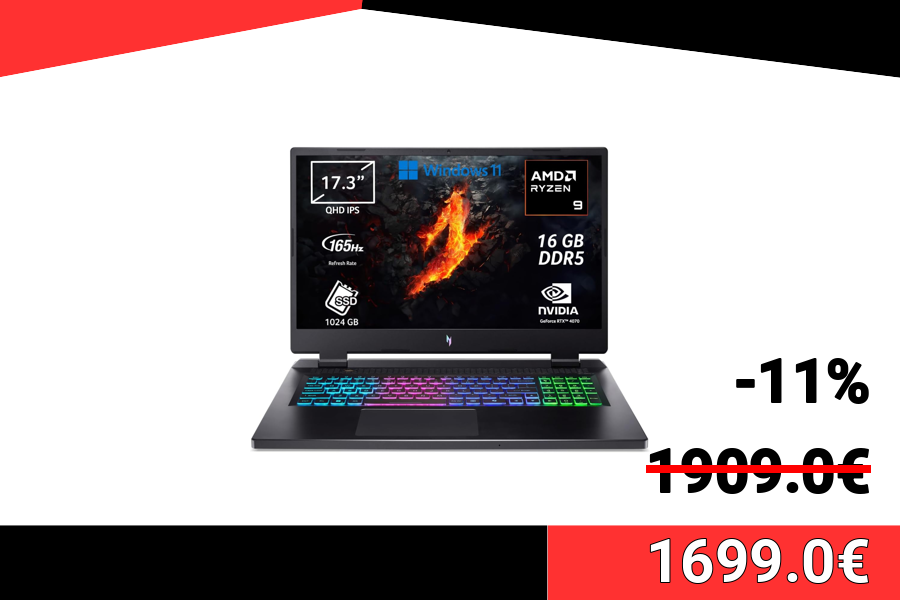 17.3”
QHD IPS
165Hz
Refresh Rate
SSD
1024 GB
Windows 11
AMD
RYZEN
9
16 GB
DDR5
NVIDIA
GeForce RTX™ 4070
-11%
1909.0€
1699.0€